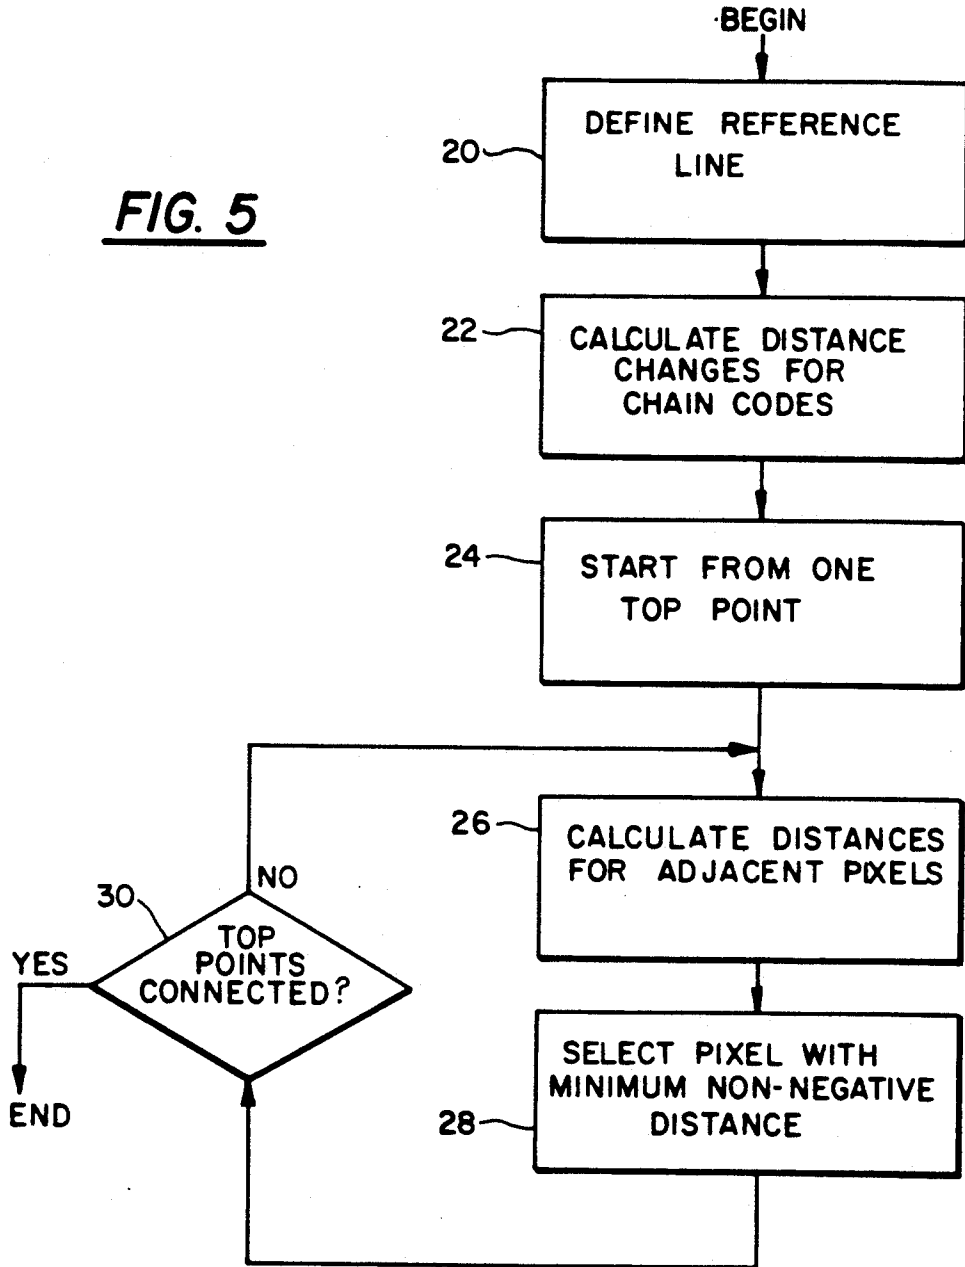 BEGIN
DEFINE REFERENCE
LINE
20
FIG. 5
22
CALCULATE DISTANCE
CHANGES FOR
CHAIN CODES
24
START FROM ONE
TOP POINT
26
CALCULATE DISTANCES
FOR ADJACENT PIXELS
NO
30
TOP
POINTS
CONNECTED?
YES
SELECT PIXEL WITH
MINIMUM NON-NEGATIVE
DISTANCE
28
END